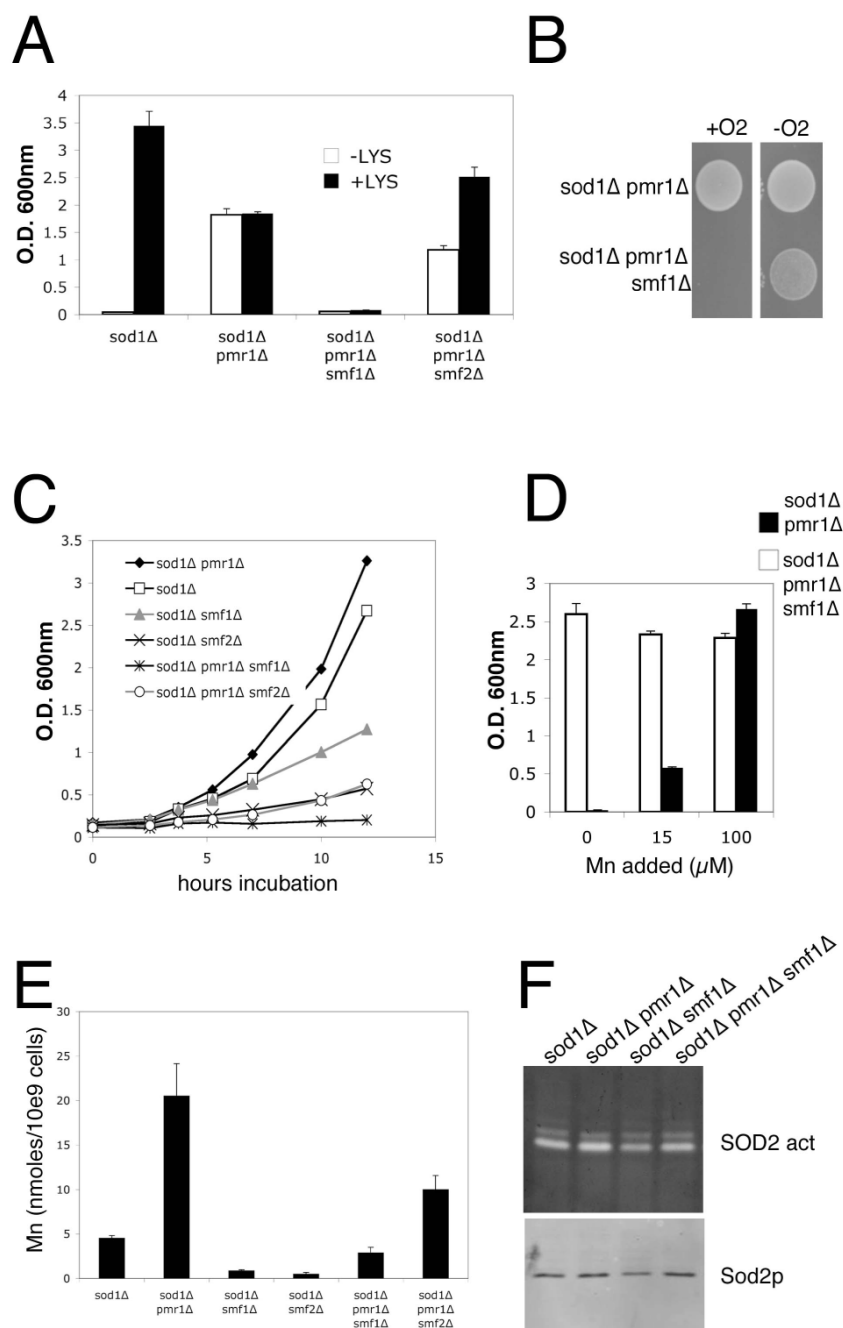 A
O.D. 600nm
4
3.5
3
2.5
2
1.5
1
0.5
0
-LYS
+LYS
sod1Δ
sod1Δ
pmr1Δ
sod1Δ
pmr1Δ
smf1Δ
sod1Δ
pmr1Δ
smf2Δ
B
+O2
-O2
sod1Δ pmr1Δ
sod1Δ pmr1Δ
smf1Δ
C
O.D. 600nm
3.5
3
2.5
2
1.5
1
0.5
0
sod1Δ pmr1Δ
sod1Δ
sod1Δ smf1Δ
sod1Δ smf2Δ
sod1Δ pmr1Δ smf1Δ
sod1Δ pmr1Δ smf2Δ
0
5
10
15
hours incubation
D
sod1Δ
pmr1Δ
sod1Δ
pmr1Δ
smf1Δ
O.D. 600nm
3
2.5
2
1.5
1
0.5
0
0
15
100
Mn added (μM)
E
Mn (nmoles/10e9 cells)
30
25
20
15
10
5
0
sod1Δ
sod1Δ
pmr1Δ
sod1Δ
smf1Δ
sod1Δ
smf2Δ
sod1Δ
pmr1Δ
smf1Δ
sod1Δ
pmr1Δ
smf2Δ
F
sod1Δ
sod1Δ pmr1Δ
sod1Δ smf1Δ
sod1Δ pmr1Δ smf1Δ
SOD2 act
Sod2p